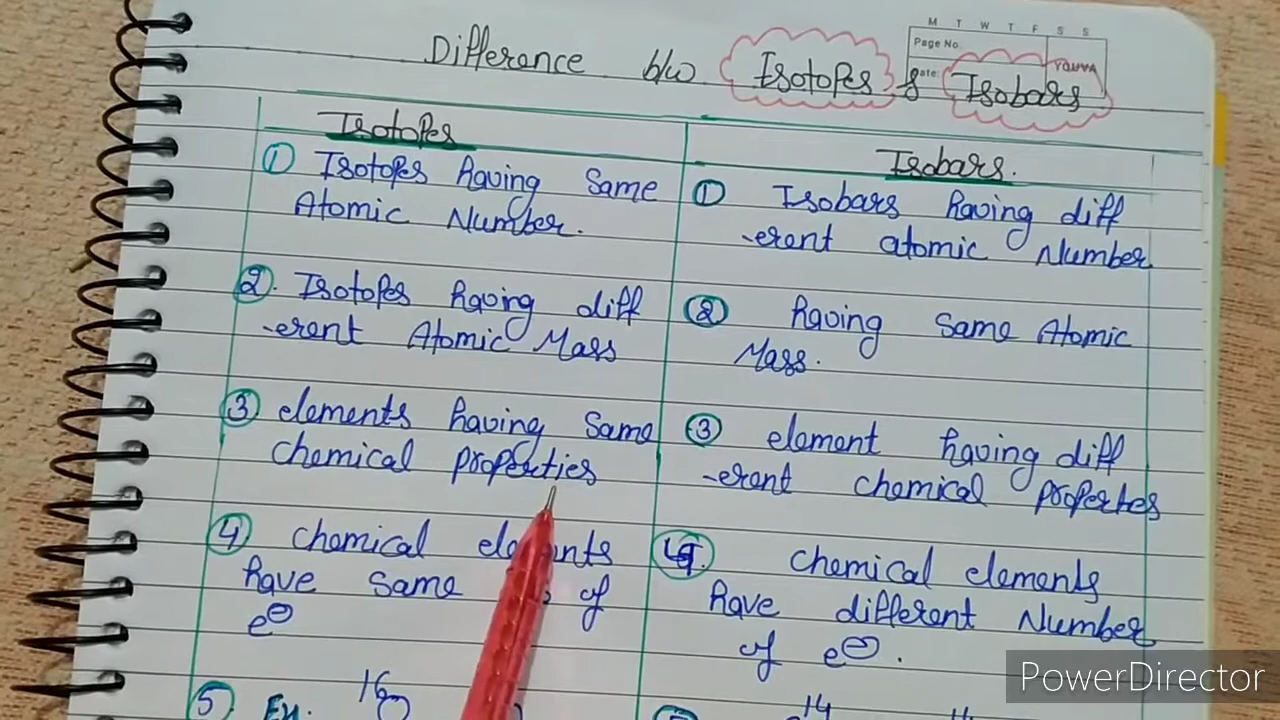 M T W T F S S
Page No.
Date:
YOUVA
Difference b/w Isotopes & Isobars
Isotopes
① Isotopes Having Same
Atomic Number.
②. Isotopes Having diff
-erent Atomic Mass
③ elements Having Same
chemical properties
④ chemical elements
Have Same of
e⊖
⑤ Ex. 16
Isobars.
① Isobars Having diff
-erent atomic Number
② Having Same Atomic
Mass.
③ element having diff
-erent chemical propertes
④. chemical elements
Have different Number
of e⊖.
14
PowerDirector